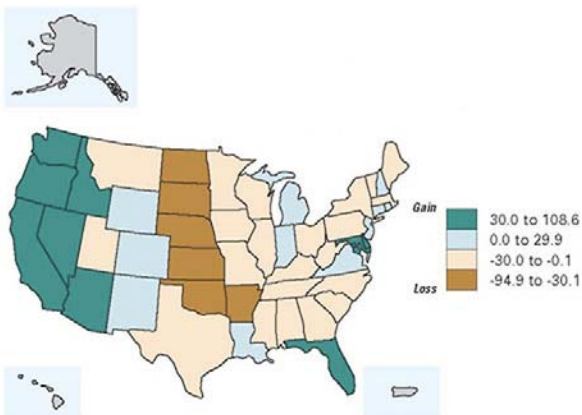 Gain
30.0 to 108.6
0.0 to 29.9
-30.0 to -0.1
Loss
-94.9 to -30.1